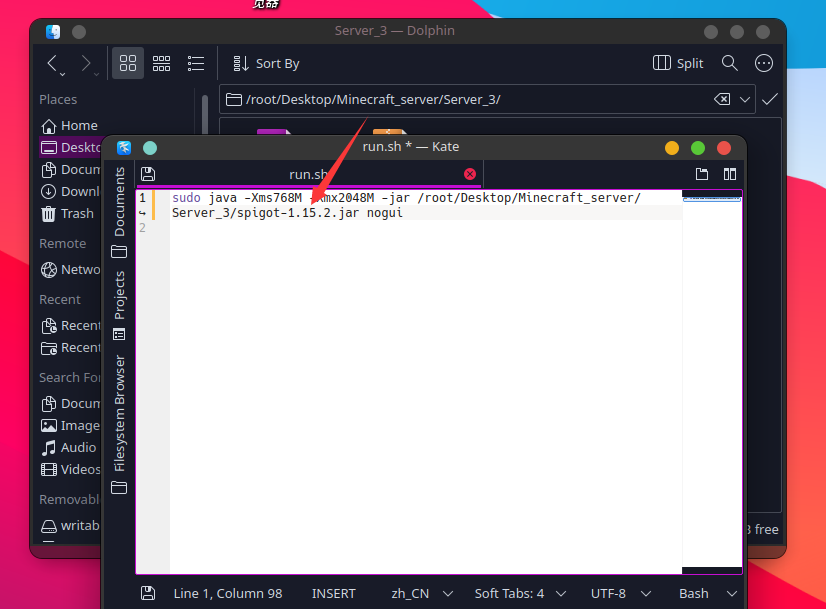 览器
Server_3 — Dolphin
Sort By
Split
Places
/root/Desktop/Minecraft_server/Server_3/
Home
Deskto
Docum
Downl
Trash
Remote
Netwo
Recent
Recent
Recent
Search For
Docum
Image
Audio
Videos
Removabl
writab
free
run.sh * — Kate
run.sh
Documents
Projects
Filesystem Browser
1 sudo java -Xms768M -Xmx2048M -jar /root/Desktop/Minecraft_server/
Server_3/spigot-1.15.2.jar nogui
2
Line 1, Column 98 INSERT zh_CN Soft Tabs: 4 UTF-8 Bash